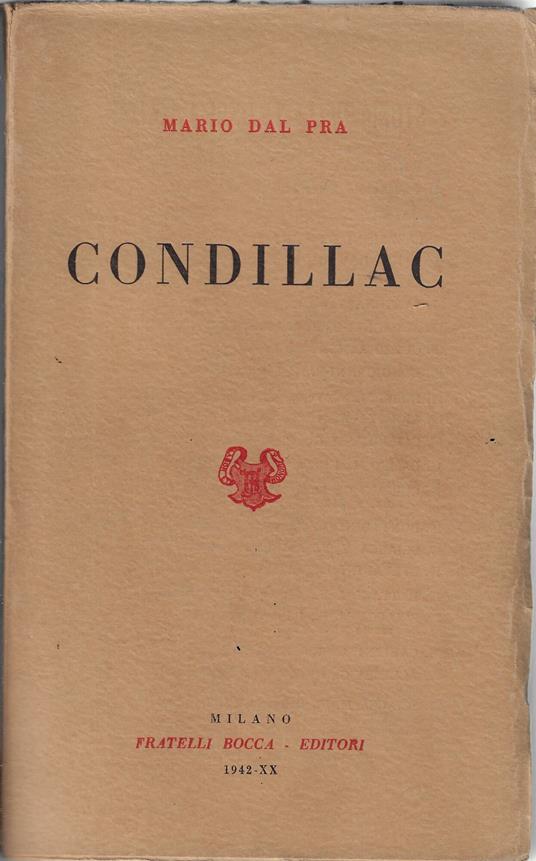 MARIO DAL PRA
CONDILLAC
MILANO
FRATELLI BOCCA - EDITORI
1942-XX